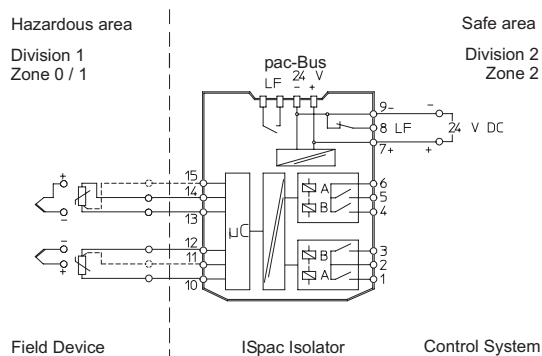 Hazardous area
Safe area
Division 1
Zone 0 / 1
Division 2
Zone 2
pac-Bus
LF 24 V
- +
9-
-
8 LF
24 V DC
7+
+
+
15
14
-
13
6
A
5
B
4
µC
-
12
11
+
10
3
B
2
A
1
Field Device
ISpac Isolator
Control System